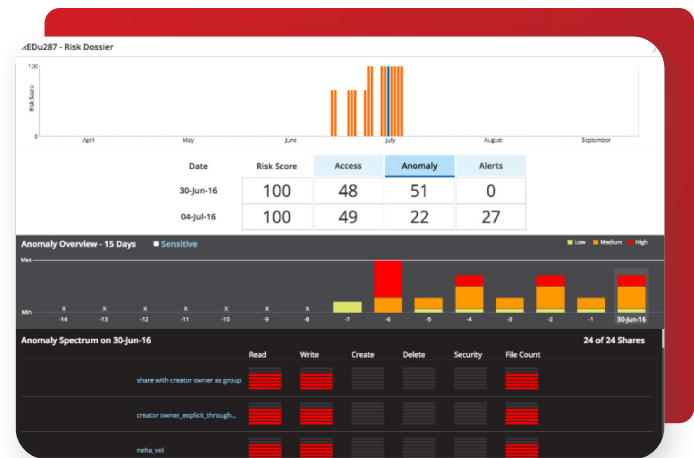 EDu287 - Risk Dossier
100
Risk Score
0
April May June July August September
Date Risk Score Access Anomaly Alerts
30-Jun-16 100 48 51 0
04-Jul-16 100 49 22 27
Anomaly Overview - 15 Days Sensitive Low Medium High
Max
x x x x x x x
Min
-14 -13 -12 -11 -10 -9 -8 -7 -6 -5 -4 -3 -2 -1 30-Jun-16
Anomaly Spectrum on 30-Jun-16 24 of 24 Shares
Read Write Create Delete Security File Count
share with creator owner as group
creator owner_explicit_through...
neha_vol